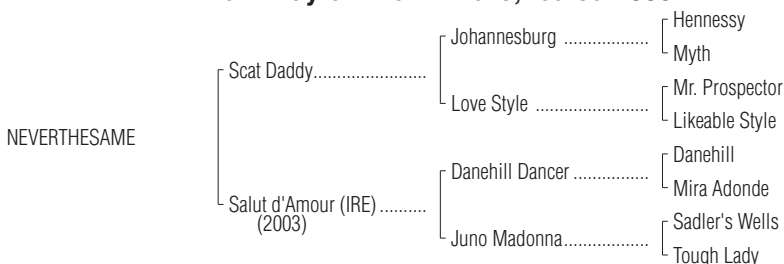 Hennessy
Johannesburg ..................
Myth
Scat Daddy.......................
Mr. Prospector
Love Style ........................
Likeable Style
NEVERTHESAME
Danehill
Danehill Dancer ................
Mira Adonde
Salut d'Amour (IRE) ..........
(2003)
Sadler's Wells
Juno Madonna..................
Tough Lady